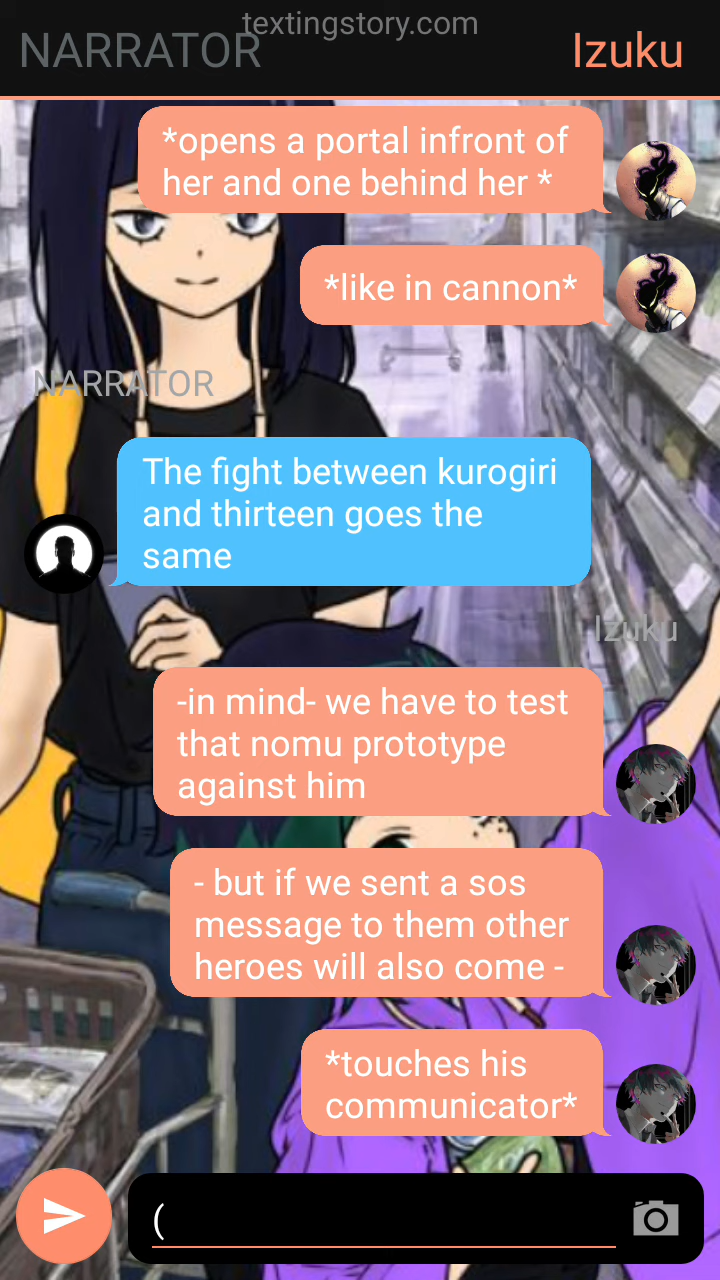 textingstory.com
NARRATOR
Izuku
*opens a portal infront of
her and one behind her *
*like in cannon*
NARRATOR
The fight between kurogiri
and thirteen goes the
same
Izuku
-in mind- we have to test
that nomu prototype
against him
- but if we sent a sos
message to them other
heroes will also come -
*touches his
communicator*
(